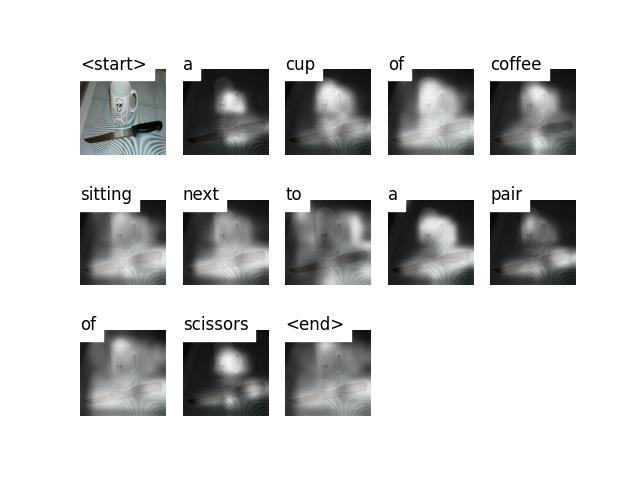 <start> a cup of coffee
sitting next to a pair
of scissors <end>